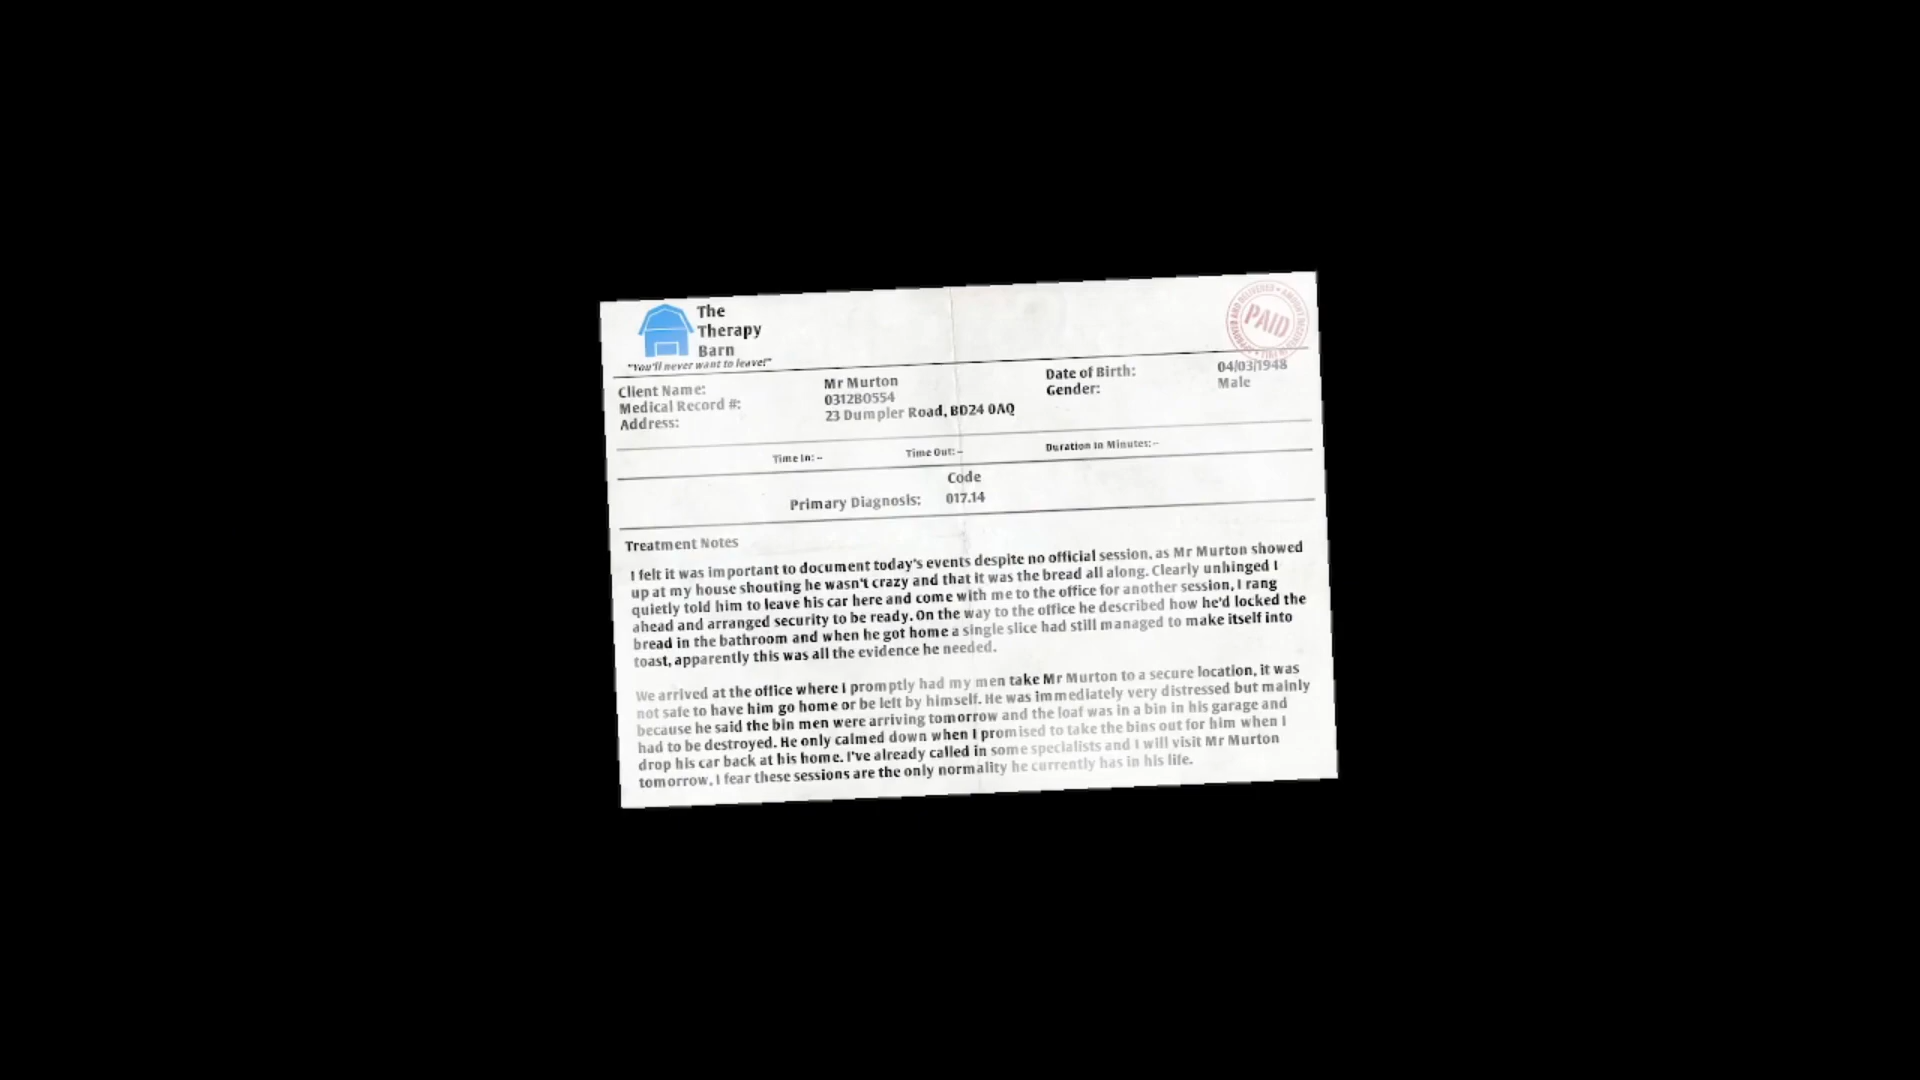 The
Therapy
Barn
"You'll never want to leave!"
PAID
Client Name: Mr Murton Date of Birth: 04/03/1948
Medical Record #: 0312B0554 Gender: Male
Address: 23 Dumpler Road, BD24 0AQ
Time In: -- Time Out: -- Duration in Minutes: --
Code
Primary Diagnosis: 017.14
Treatment Notes
I felt it was important to document today's events despite no official session, as Mr Murton showed
up at my house shouting he wasn't crazy and that it was the bread all along. Clearly unhinged I
quietly told him to leave his car here and come with me to the office for another session, I rang
ahead and arranged security to be ready. On the way to the office he described how he'd locked the
bread in the bathroom and when he got home a single slice had still managed to make itself into
toast, apparently this was all the evidence he needed.
We arrived at the office where I promptly had my men take Mr Murton to a secure location, it was
not safe to have him go home or be left by himself. He was immediately very distressed but mainly
because he said the bin men were arriving tomorrow and the loaf was in a bin in his garage and
had to be destroyed. He only calmed down when I promised to take the bins out for him when I
drop his car back at his home. I've already called in some specialists and I will visit Mr Murton
tomorrow, I fear these sessions are the only normality he currently has in his life.